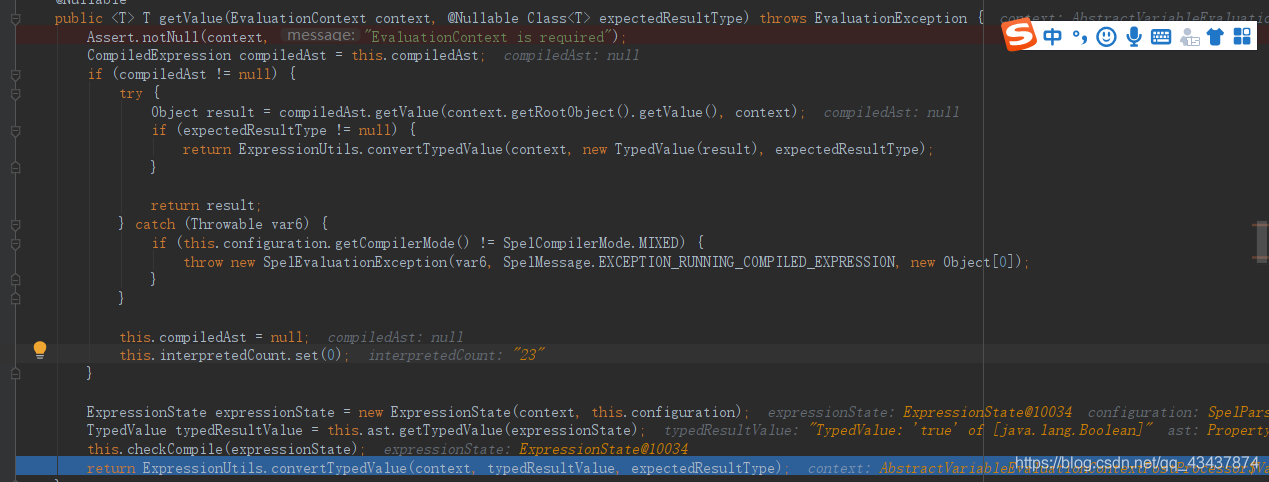 @Nullable
public <T> T getValue(EvaluationContext context, @Nullable Class<T> expectedResultType) throws EvaluationException {  context: AbstractVariableEvaluatio
Assert.notNull(context,  message: "EvaluationContext is required");
CompiledExpression compiledAst = this.compiledAst;  compiledAst: null
if (compiledAst != null) {
try {
Object result = compiledAst.getValue(context.getRootObject().getValue(), context);  compiledAst: null
if (expectedResultType != null) {
return ExpressionUtils.convertTypedValue(context, new TypedValue(result), expectedResultType);
}
return result;
} catch (Throwable var6) {
if (this.configuration.getCompilerMode() != SpelCompilerMode.MIXED) {
throw new SpelEvaluationException(var6, SpelMessage.EXCEPTION_RUNNING_COMPILED_EXPRESSION, new Object[0]);
}
}
this.compiledAst = null;  compiledAst: null
this.interpretedCount.set(0);  interpretedCount: "23"
}
ExpressionState expressionState = new ExpressionState(context, this.configuration);  expressionState: ExpressionState@10034  configuration: SpelPars
TypedValue typedResultValue = this.ast.getTypedValue(expressionState);  typedResultValue: "TypedValue: 'true' of [java.lang.Boolean]"  ast: Property
this.checkCompile(expressionState);  expressionState: ExpressionState@10034
return ExpressionUtils.convertTypedValue(context, typedResultValue, expectedResultType);  context: AbstractVariableEvaluationContextPostProcessor$Va
}
S 中
https://blog.csdn.net/qq_43437874